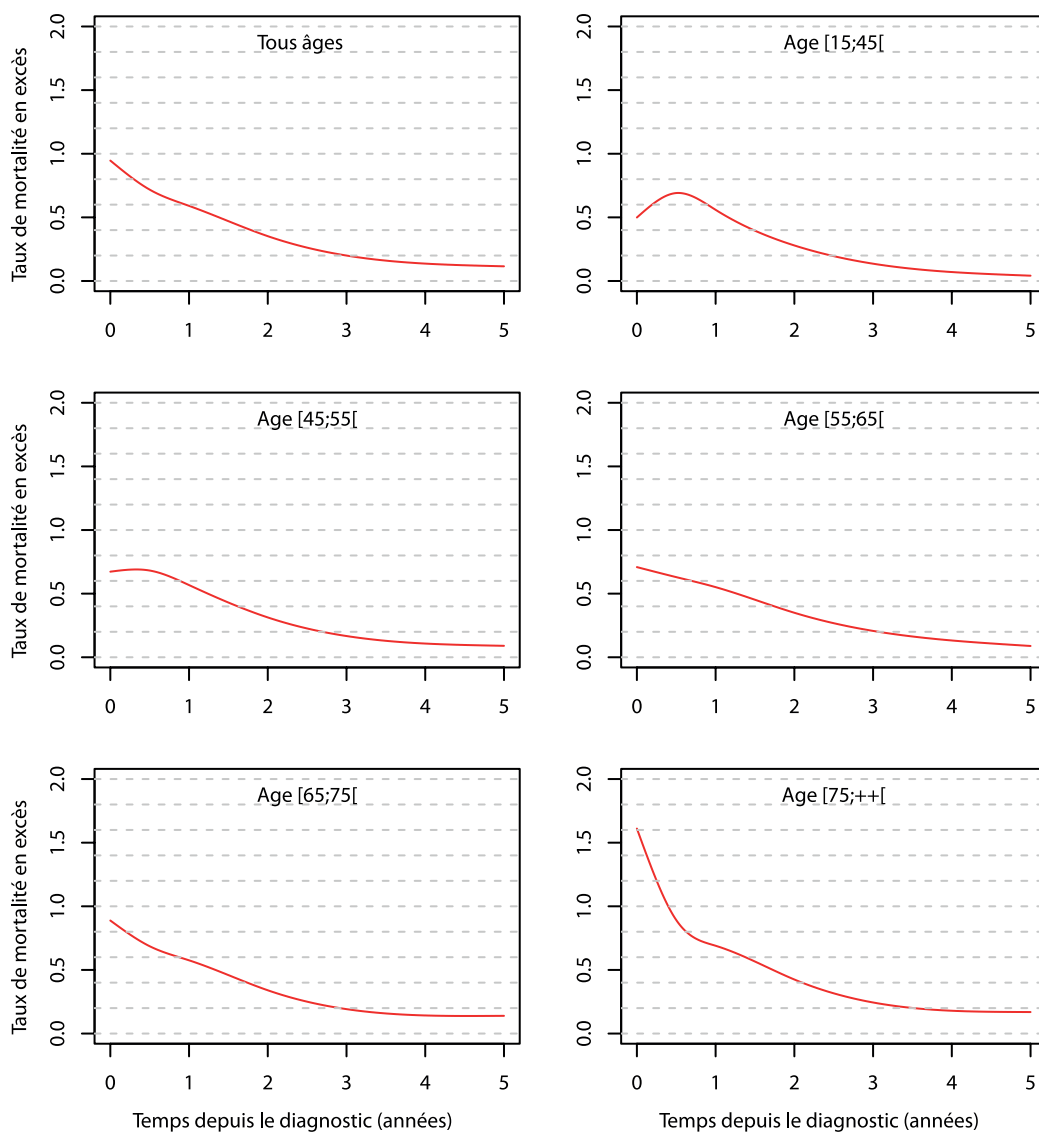 Tous âges
Taux de mortalité en excès
0.0 0.5 1.0 1.5 2.0
0 1 2 3 4 5
Age [15;45[
0.0 0.5 1.0 1.5 2.0
0 1 2 3 4 5
Age [45;55[
Taux de mortalité en excès
0.0 0.5 1.0 1.5 2.0
0 1 2 3 4 5
Age [55;65[
0.0 0.5 1.0 1.5 2.0
0 1 2 3 4 5
Age [65;75[
Taux de mortalité en excès
0.0 0.5 1.0 1.5 2.0
0 1 2 3 4 5
Temps depuis le diagnostic (années)
Age [75;++[
0.0 0.5 1.0 1.5 2.0
0 1 2 3 4 5
Temps depuis le diagnostic (années)